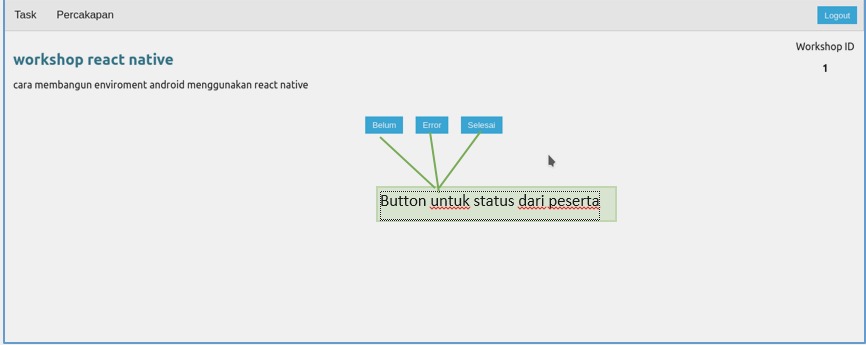 Task Percakapan Logout
Workshop ID
workshop react native
1
cara membangun enviroment android menggunakan react native
Belum Error Selesai
Button untuk status dari peserta